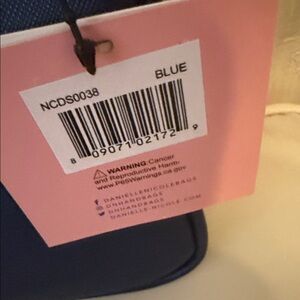 NCDS0038 BLUE
8 09071 02172 9
⚠ WARNING:Cancer
and Reproductive Harm-
www.P65Warnings.ca.gov
DANIELLENICOLEBAGS
DNHANDBAGS
DNHANDBAGS
DANIELLE-NICOLE.COM